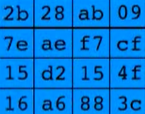 2b 28 ab 09
7e ae f7 cf
15 d2 15 4f
16 a6 88 3c